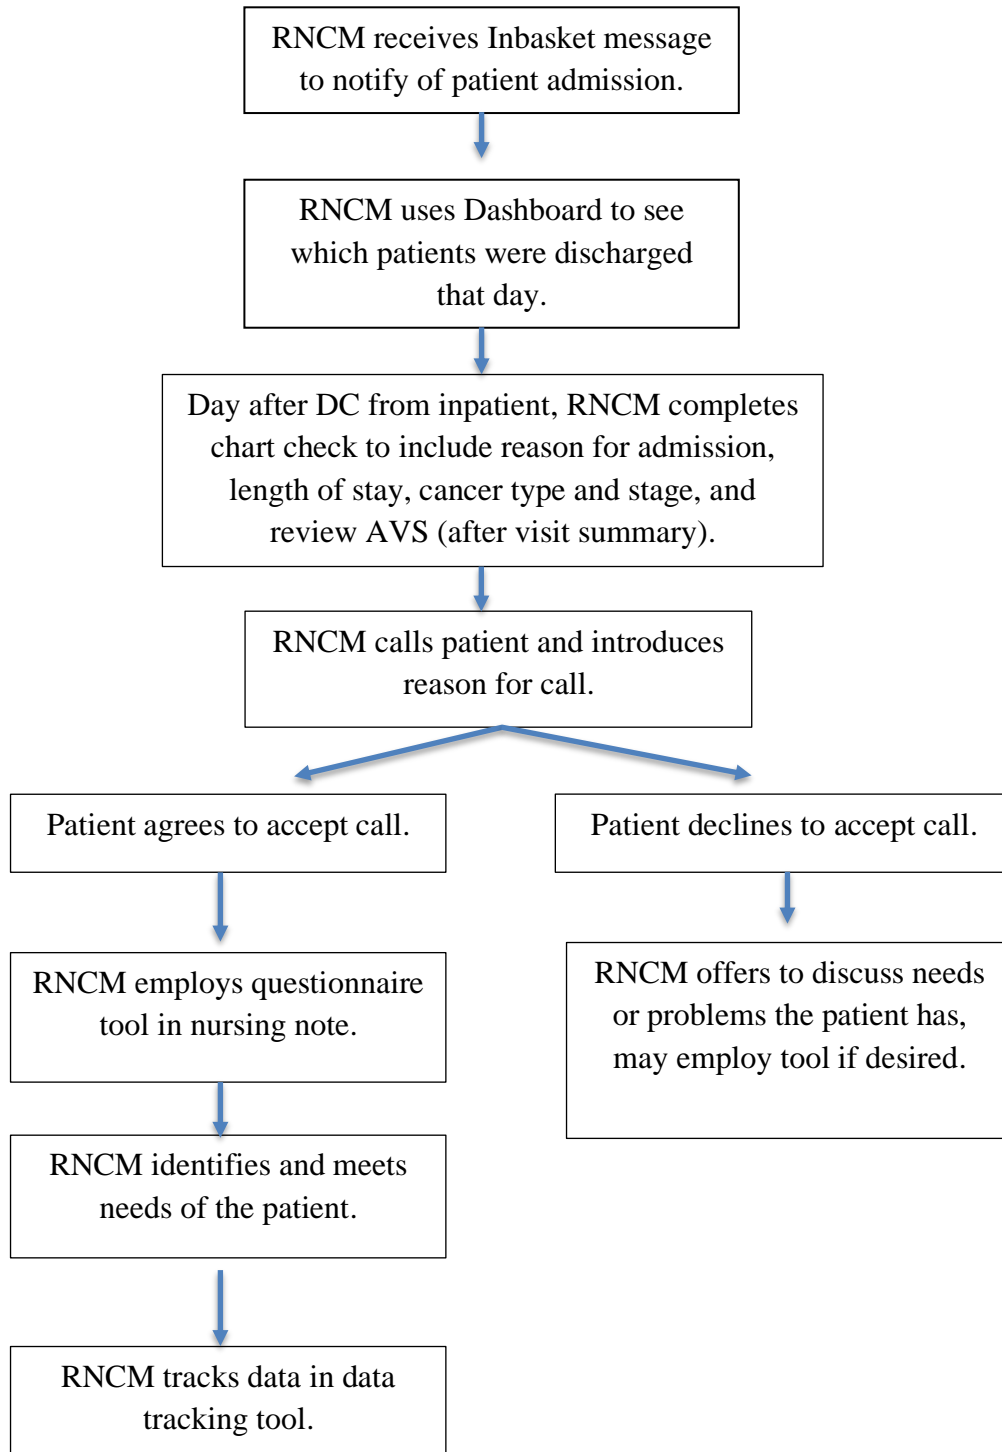 RNCM receives Inbasket message
to notify of patient admission.
RNCM uses Dashboard to see
which patients were discharged
that day.
Day after DC from inpatient, RNCM completes
chart check to include reason for admission,
length of stay, cancer type and stage, and
review AVS (after visit summary).
RNCM calls patient and introduces
reason for call.
Patient agrees to accept call.
Patient declines to accept call.
RNCM employs questionnaire
tool in nursing note.
RNCM offers to discuss needs
or problems the patient has,
may employ tool if desired.
RNCM identifies and meets
needs of the patient.
RNCM tracks data in data
tracking tool.